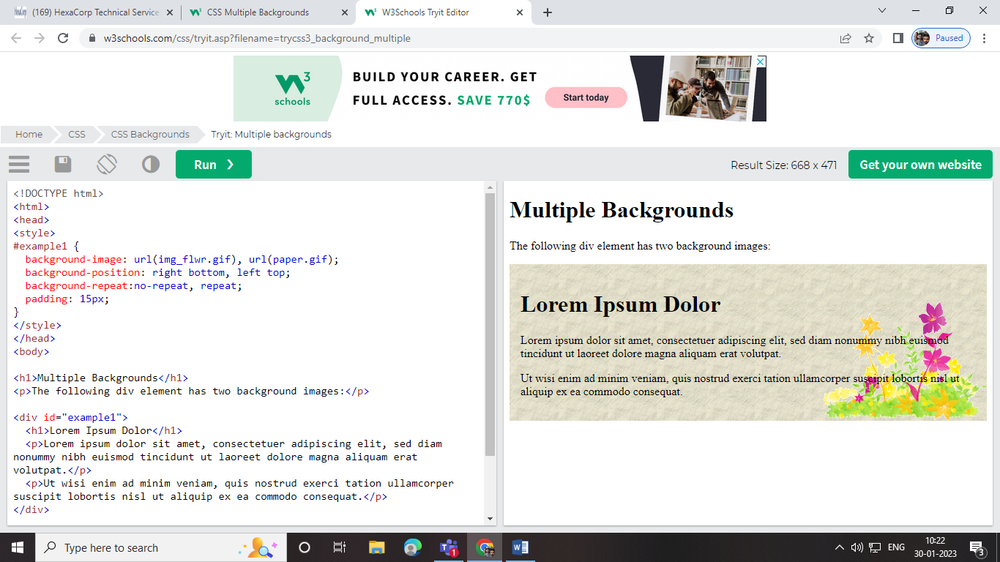 (169) HexaCorp Technical Service
CSS Multiple Backgrounds
W3Schools Tryit Editor
w3schools.com/css/tryit.asp?filename=trycss3_background_multiple
Paused
3
schools
BUILD YOUR CAREER. GET
FULL ACCESS. SAVE 770$
Start today
Home
CSS
CSS Backgrounds
Tryit: Multiple backgrounds
Run ❯
Result Size: 668 x 471
Get your own website
<!DOCTYPE html>
<html>
<head>
<style>
#example1 {
  background-image: url(img_flwr.gif), url(paper.gif);
  background-position: right bottom, left top;
  background-repeat:no-repeat, repeat;
  padding: 15px;
}
</style>
</head>
<body>
<h1>Multiple Backgrounds</h1>
<p>The following div element has two background images:</p>
<div id="example1">
  <h1>Lorem Ipsum Dolor</h1>
  <p>Lorem ipsum dolor sit amet, consectetuer adipiscing elit, sed diam
nonummy nibh euismod tincidunt ut laoreet dolore magna aliquam erat
volutpat.</p>
  <p>Ut wisi enim ad minim veniam, quis nostrud exerci tation ullamcorper
suscipit lobortis nisl ut aliquip ex ea commodo consequat.</p>
</div>
Multiple Backgrounds
The following div element has two background images:
Lorem Ipsum Dolor
Lorem ipsum dolor sit amet, consectetuer adipiscing elit, sed diam nonummy nibh euismod
tincidunt ut laoreet dolore magna aliquam erat volutpat.
Ut wisi enim ad minim veniam, quis nostrud exerci tation ullamcorper suscipit lobortis nisl ut
aliquip ex ea commodo consequat.
Type here to search
1
ENG
10:22
30-01-2023
3